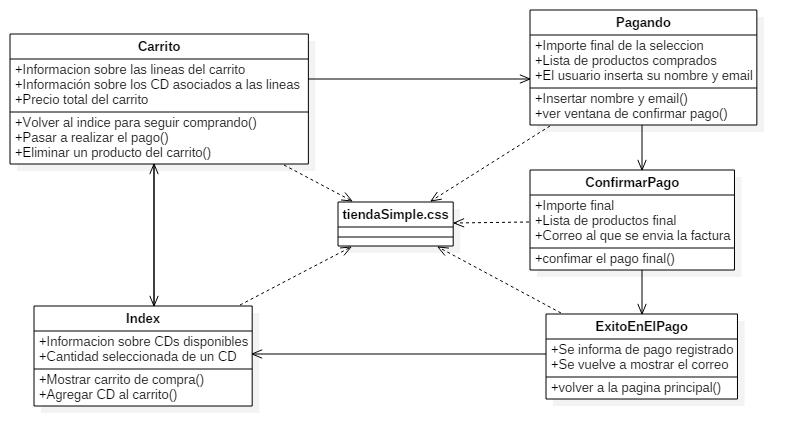 Carrito
+Informacion sobre las lineas del carrito
+Información sobre los CD asociados a las lineas
+Precio total del carrito
+Volver al indice para seguir comprando()
+Pasar a realizar el pago()
+Eliminar un producto del carrito()
Pagando
+Importe final de la seleccion
+Lista de productos comprados
+El usuario inserta su nombre y email
+Insertar nombre y email()
+ver ventana de confirmar pago()
tiendaSimple.css
ConfirmarPago
+Importe final
+Lista de productos final
+Correo al que se envia la factura
+confimar el pago final()
Index
+Informacion sobre CDs disponibles
+Cantidad seleccionada de un CD
+Mostrar carrito de compra()
+Agregar CD al carrito()
ExitoEnElPago
+Se informa de pago registrado
+Se vuelve a mostrar el correo
+volver a la pagina principal()